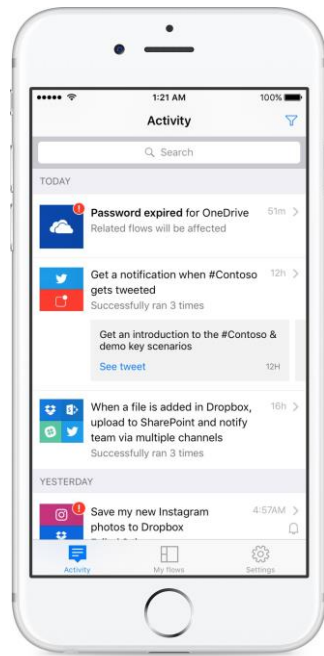 1:21 AM
100%
Activity
Search
TODAY
Password expired for OneDrive 51m
Related flows will be affected
Get a notification when #Contoso 12h
gets tweeted
Successfully ran 3 times
Get an introduction to the #Contoso &
demo key scenarios
See tweet 12H
When a file is added in Dropbox, 16h
upload to SharePoint and notify
team via multiple channels
Successfully ran 3 times
YESTERDAY
Save my new Instagram 4:57AM
photos to Dropbox
Activity My flows Settings